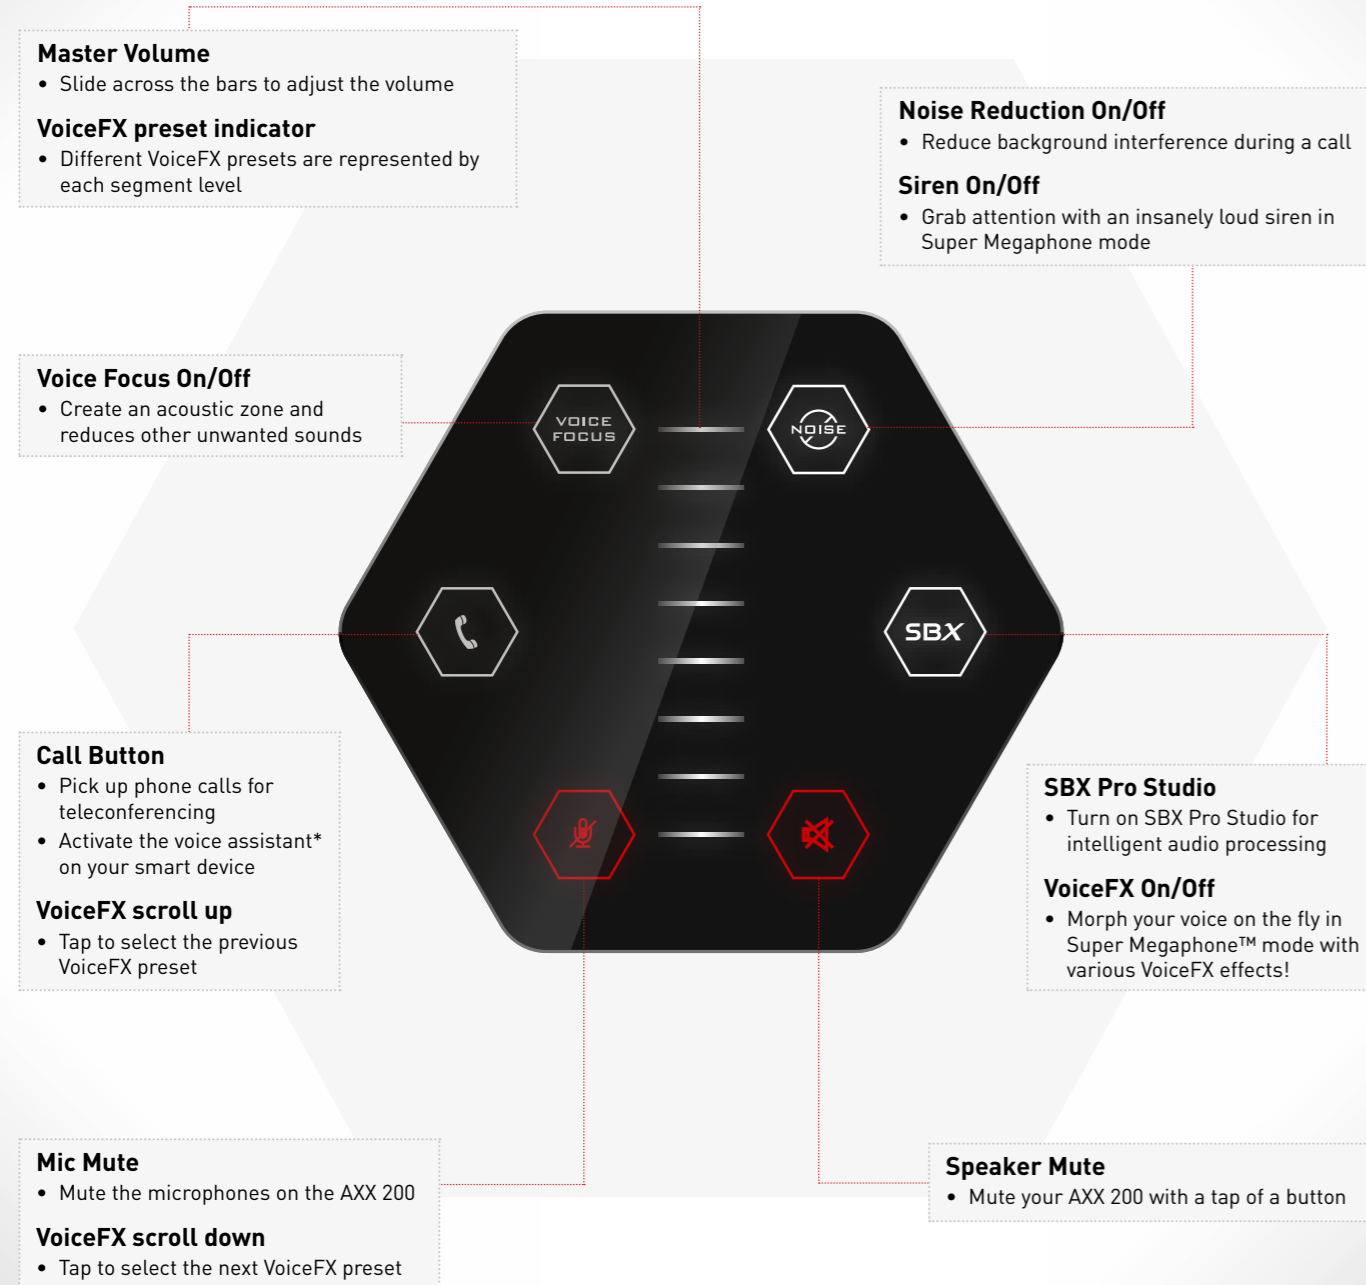 Master Volume
• Slide across the bars to adjust the volume
VoiceFX preset indicator
• Different VoiceFX presets are represented by
each segment level
Noise Reduction On/Off
• Reduce background interference during a call
Siren On/Off
• Grab attention with an insanely loud siren in
Super Megaphone mode
Voice Focus On/Off
• Create an acoustic zone and
reduces other unwanted sounds
VOICE
FOCUS
NOISE
SBX
Call Button
• Pick up phone calls for
teleconferencing
• Activate the voice assistant*
on your smart device
VoiceFX scroll up
• Tap to select the previous
VoiceFX preset
SBX Pro Studio
• Turn on SBX Pro Studio for
intelligent audio processing
VoiceFX On/Off
• Morph your voice on the fly in
Super Megaphone™ mode with
various VoiceFX effects!
Mic Mute
• Mute the microphones on the AXX 200
VoiceFX scroll down
• Tap to select the next VoiceFX preset
Speaker Mute
• Mute your AXX 200 with a tap of a button